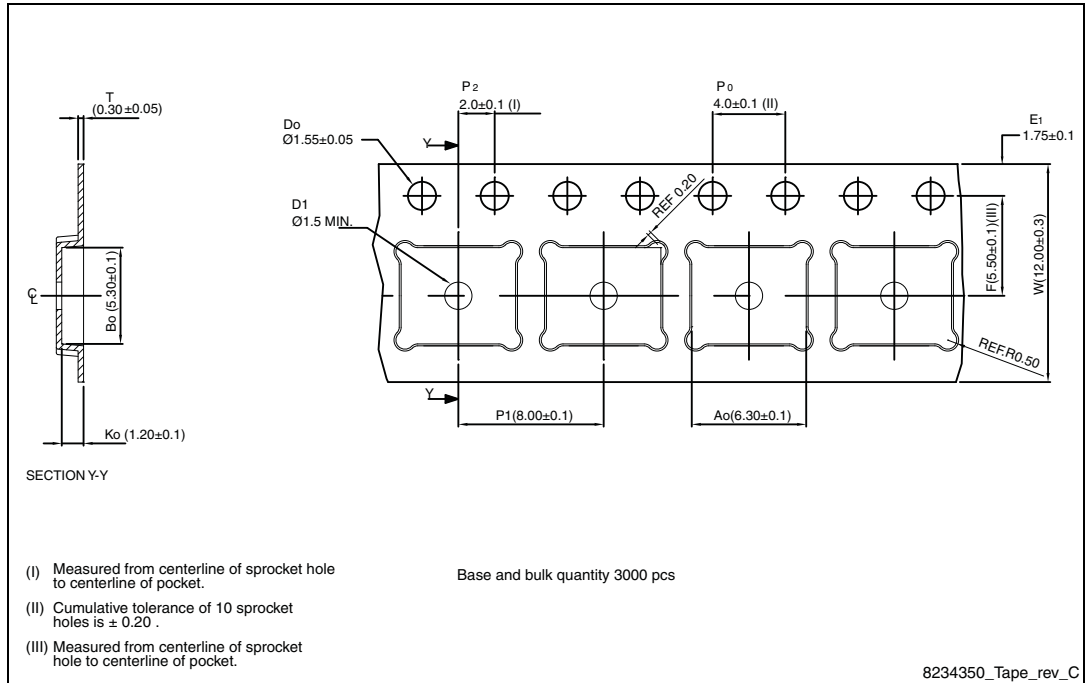 T
(0.30 ±0.05)
P2
2.0±0.1 (I)
P0
4.0±0.1 (II)
E1
1.75±0.1
Do
Ø1.55±0.05
Y
D1
Ø1.5 MIN.
REF 0.20
F(5.50±0.1)(III)
W(12.00±0.3)
℄
Bo (5.30±0.1)
REF.R0.50
Y
P1(8.00±0.1)
Ao(6.30±0.1)
Ko (1.20±0.1)
SECTION Y-Y
(I) Measured from centerline of sprocket hole
to centerline of pocket.
Base and bulk quantity 3000 pcs
(II) Cumulative tolerance of 10 sprocket
holes is ± 0.20 .
(III) Measured from centerline of sprocket
hole to centerline of pocket.
8234350_Tape_rev_C